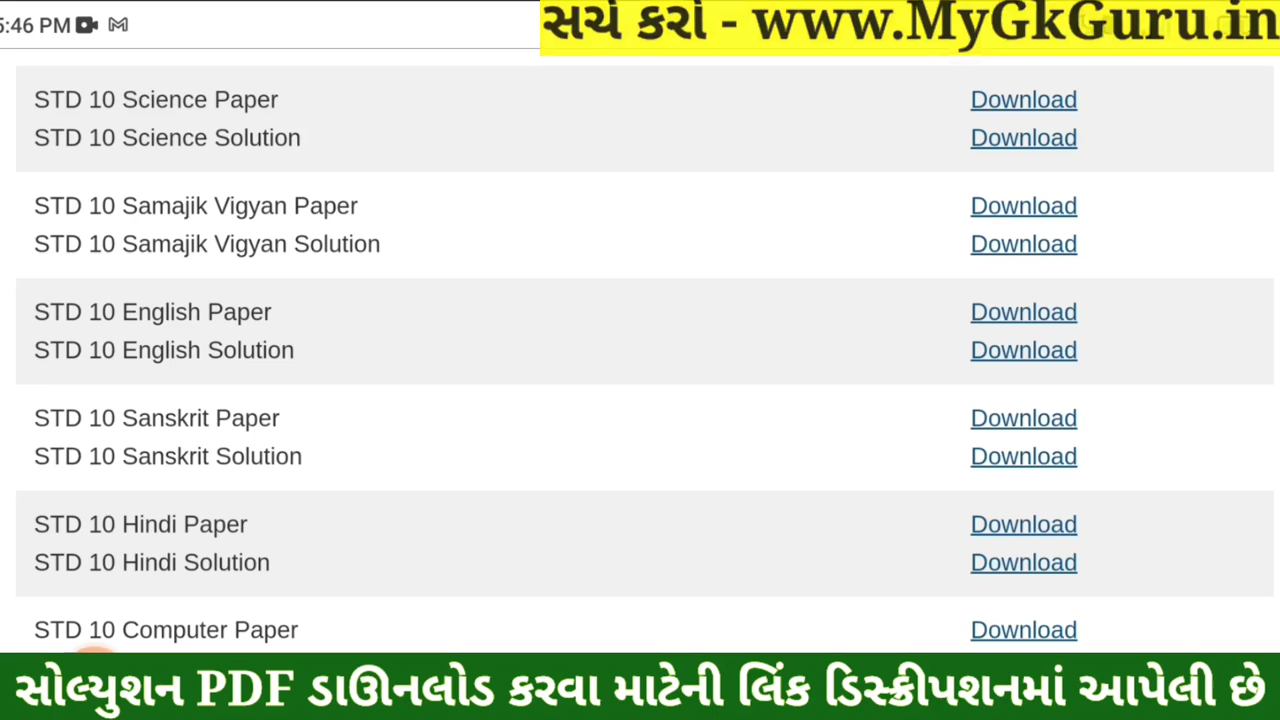 5:46 PM
સર્ચ કરો - www.MyGkGuru.in
STD 10 Science Paper Download
STD 10 Science Solution Download
STD 10 Samajik Vigyan Paper Download
STD 10 Samajik Vigyan Solution Download
STD 10 English Paper Download
STD 10 English Solution Download
STD 10 Sanskrit Paper Download
STD 10 Sanskrit Solution Download
STD 10 Hindi Paper Download
STD 10 Hindi Solution Download
STD 10 Computer Paper Download
સોલ્યુશન PDF ડાઊનલોડ કરવા માટેની લિંક ડિસ્ક્રીપશનમાં આપેલી છે